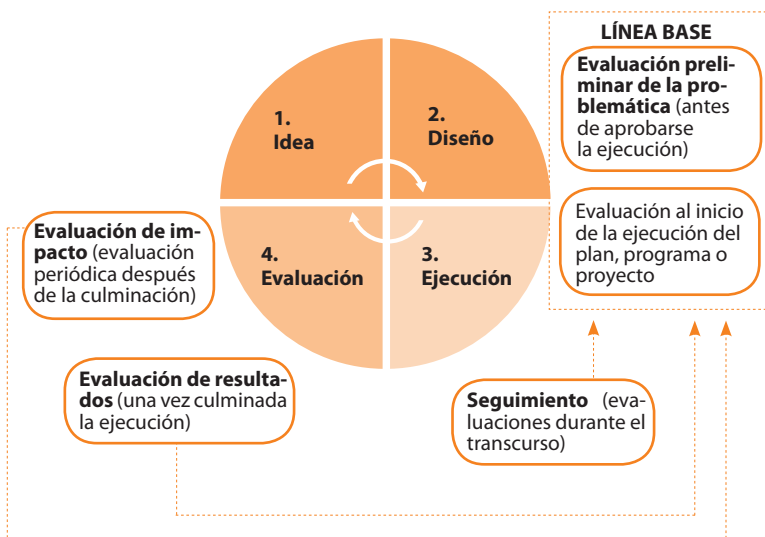 LÍNEA BASE
Evaluación preli-
minar de la pro-
blemática (antes
de aprobarse
la ejecución)
1.
Idea
2.
Diseño
Evaluación al inicio
de la ejecución del
plan, programa o
proyecto
Evaluación de im-
pacto (evaluación
periódica después
de la culminación)
4.
Evaluación
3.
Ejecución
Evaluación de resulta-
dos (una vez culminada
la ejecución)
Seguimiento (eva-
luaciones durante el
transcurso)